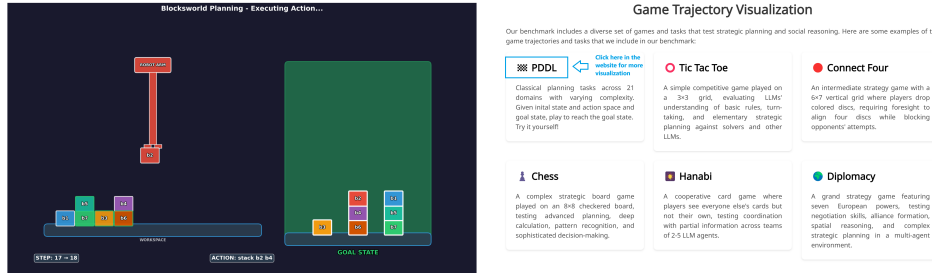 Blocksworld Planning - Executing Action...
ROBOT ARM
b2
b5
b4
b3
b6
WORKSPACE
STEP: 17 → 18
ACTION: stack b2 b4
b2
b4
b5
b6
GOAL STATE
Game Trajectory Visualization
Our benchmark includes a diverse set of games and tasks that test strategic planning and social reasoning. Here are some examples of t
game trajectories and tasks that we include in our benchmark:
PDDL
Click here in the
website for more
visualization
Classical planning tasks across 21
domains with varying complexity.
Given inital state and action space and
goal state, play to reach the goal state.
Try it yourself!
Tic Tac Toe
A simple competitive game played on
a 3×3 grid, evaluating LLMs'
understanding of basic rules, turn-
taking, and elementary strategic
planning against solvers and other
LLMs.
Connect Four
An intermediate strategy game with a
6×7 vertical grid where players drop
colored discs, requiring foresight to
align four discs while blocking
opponents' attempts.
Chess
A complex strategic board game
played on an 8×8 checkered board,
testing advanced planning, deep
calculation, pattern recognition, and
sophisticated decision-making.
Hanabi
A cooperative card game where
players see everyone else's cards but
not their own, testing coordination
with partial information across teams
of 2-5 LLM agents.
Diplomacy
A grand strategy game featuring
seven European powers, testing
negotiation skills, alliance formation,
spatial reasoning, and complex
strategic planning in a multi-agent
environment.